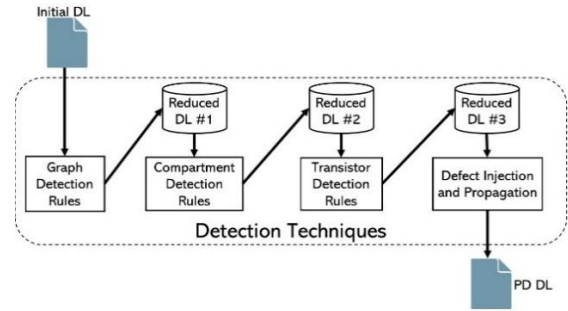 Initial DL
Reduced
DL #1
Reduced
DL #2
Reduced
DL #3
Graph
Detection
Rules
Compartment
Detection
Rules
Transistor
Detection
Rules
Defect Injection
and Propagation
Detection Techniques
PD DL